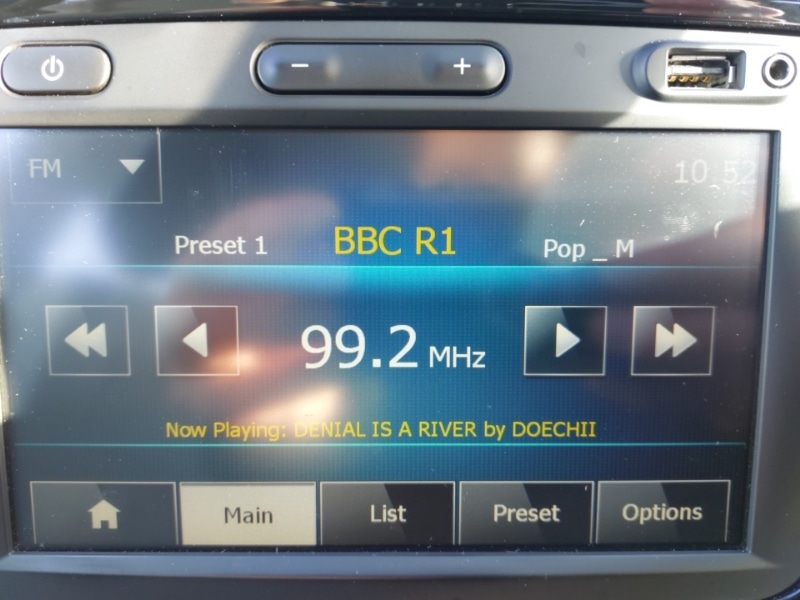 − +
FM
10 52
Preset 1 BBC R1 Pop _ M
99.2 MHz
Now Playing: DENIAL IS A RIVER by DOECHII
Main List Preset Options